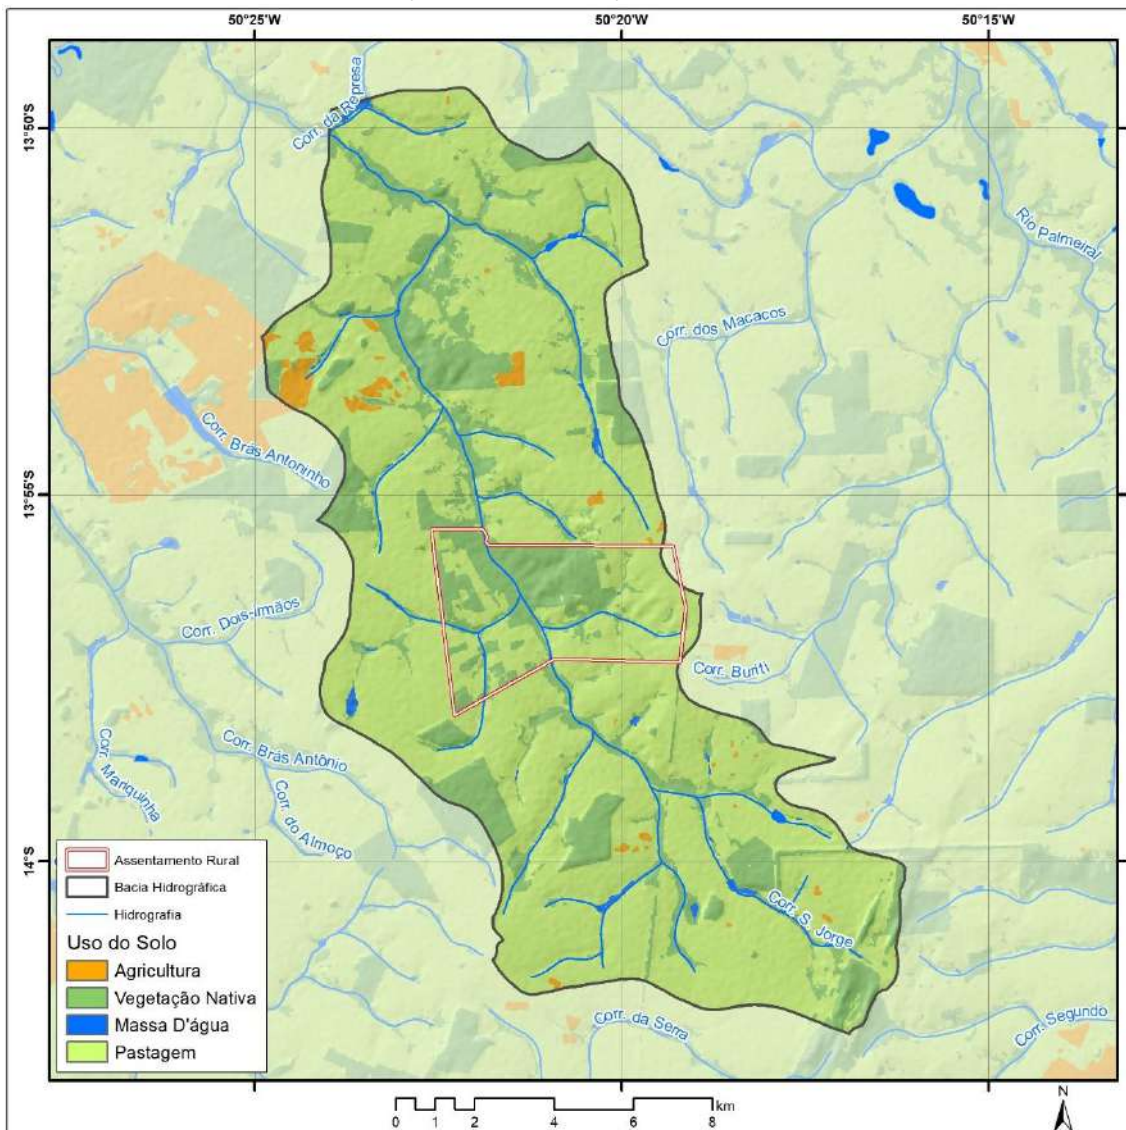 50°25'W
50°20'W
50°15'W
13°50'S
13°55'S
14°S
Corr. da Represa
Rio Palmeiral
Corr. dos Macacos
Corr. Brás Antoninho
Corr. Dois-Irmãos
Corr. Buriti
Corr. Brás Antônio
Corr. Mariquinha
Corr. do Almoço
Corr. S. Jorge
Corr. da Serra
Corr. Segundo
Assentamento Rural
Bacia Hidrográfica
Hidrografia
Uso do Solo
Agricultura
Vegetação Nativa
Massa D'água
Pastagem
0 1 2 4 6 8 km
N